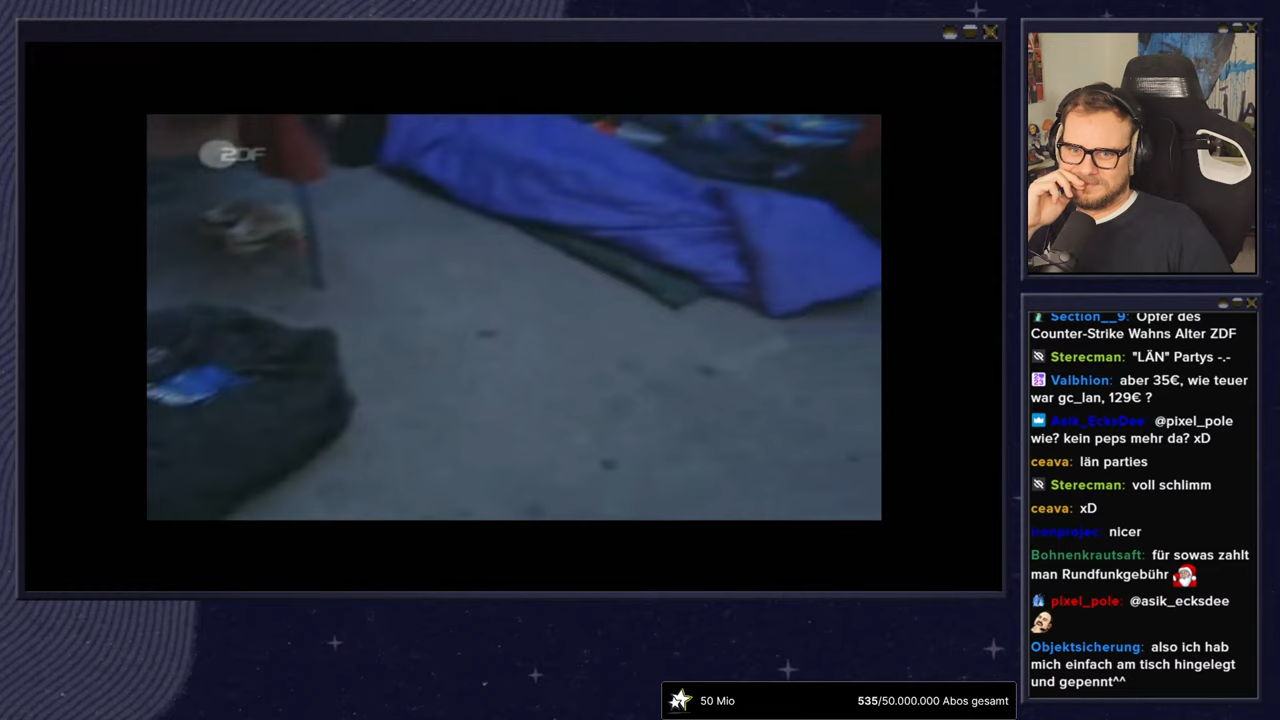 ZDF
Section__9: Opfer des
Counter-Strike Wahns Alter ZDF
Sterecman: "LÄN" Partys -.-
Valbhion: aber 35€, wie teuer
war gc_lan, 129€ ?
Asik_EcksDee @pixel_pole
wie? kein peps mehr da? xD
ceava: län parties
Sterecman: voll schlimm
ceava: xD
ironprojec: nicer
Bohnenkrautsaft: für sowas zahlt
man Rundfunkgebühr
pixel_pole: @asik_ecksdee
Objektsicherung: also ich hab
mich einfach am tisch hingelegt
und gepennt^^
50 Mio 535/50.000.000 Abos gesamt